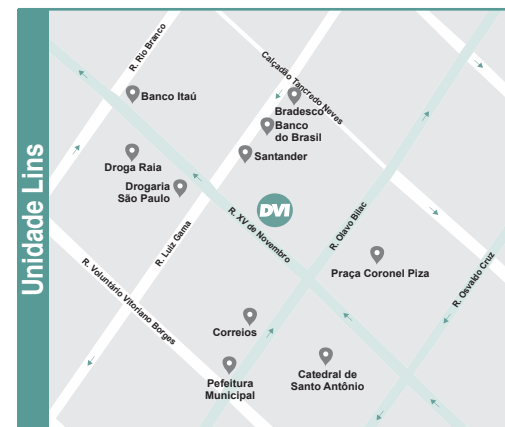 Unidade Lins
R. Rio Branco
Calçadão Tancredo Neves
Banco Itaú
Bradesco
Banco
do Brasil
Santander
Droga Raia
Drogaria
São Paulo
DVI
R. Luiz Gama
R. XV de Novembro
R. Olavo Bilac
R. Osvaldo Cruz
Praça Coronel Piza
R. Voluntário Vitoriano Borges
Correios
Pefeitura
Municipal
Catedral de
Santo Antônio